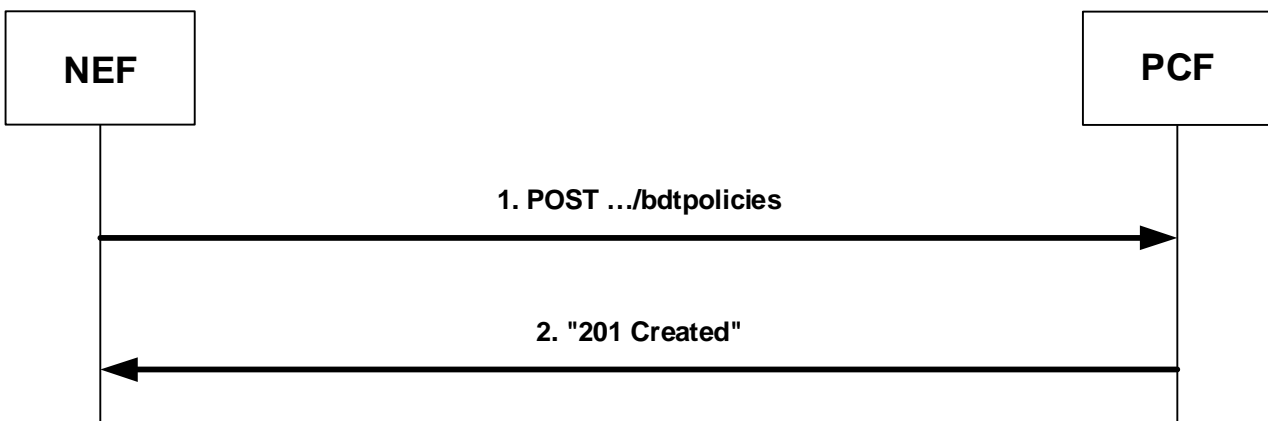 NEF
PCF
1. POST …/bdtpolicies
2. "201 Created"